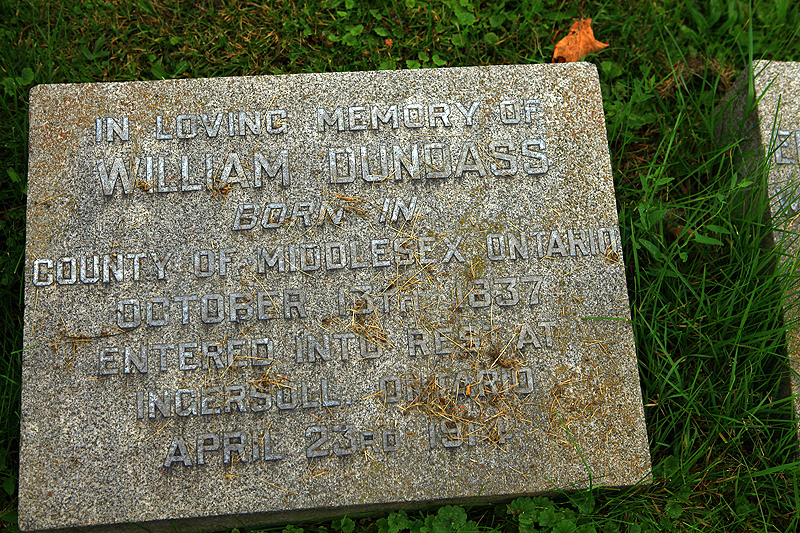 IN LOVING MEMORY OF
WILLIAM DUNDASS
BORN IN
COUNTY OF MIDDLESEX ONTARIO
OCTOBER 13TH 1837
ENTERED INTO REST AT
INGERSOLL, ONTARIO
APRIL 23RD